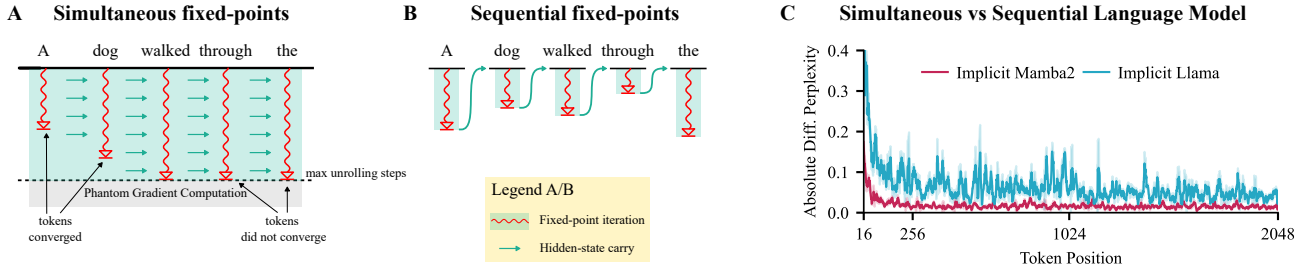 A Simultaneous fixed-points
A dog walked through the
max unrolling steps
Phantom Gradient Computation
tokens
converged
tokens
did not converge
B Sequential fixed-points
A dog walked through the
Legend A/B
Fixed-point iteration
Hidden-state carry
C Simultaneous vs Sequential Language Model
Absolute Diff. Perplexity
0.4
0.3
0.2
0.1
0.0
Implicit Mamba2 Implicit Llama
16 256 1024 2048
Token Position